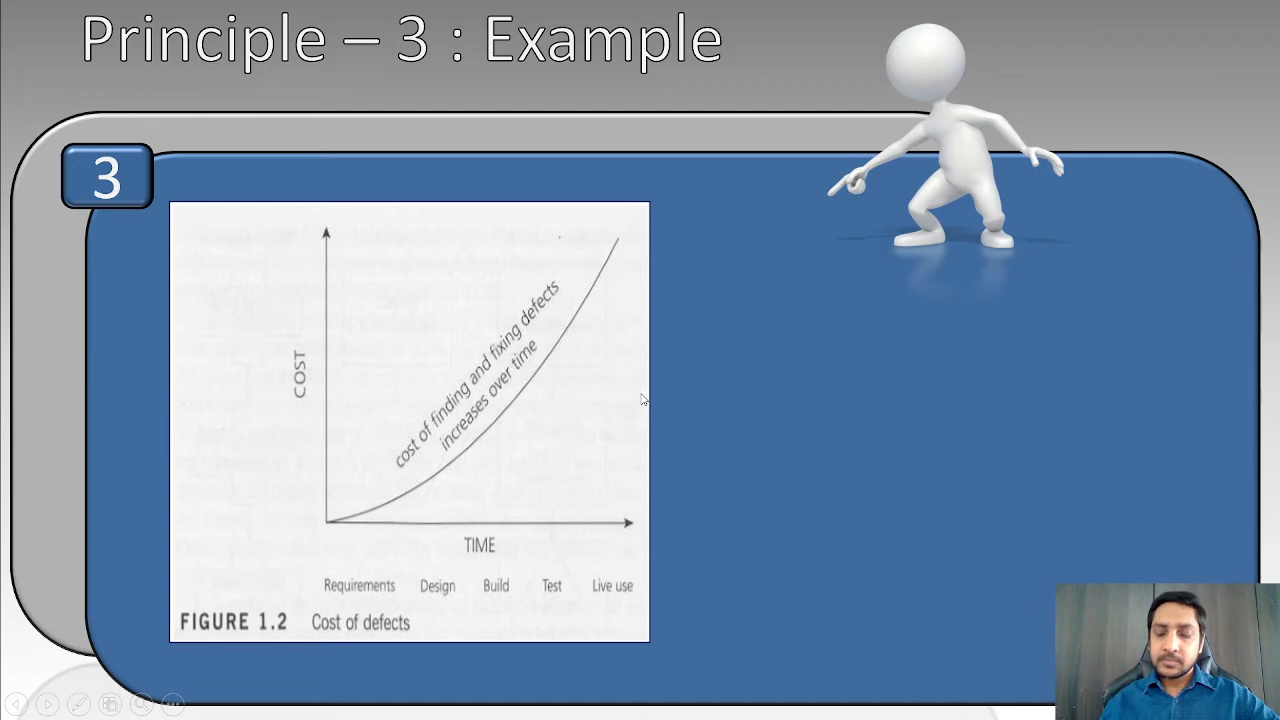 Principle – 3 : Example
3
COST
cost of finding and fixing defects
increases over time
TIME
Requirements Design Build Test Live use
FIGURE 1.2 Cost of defects